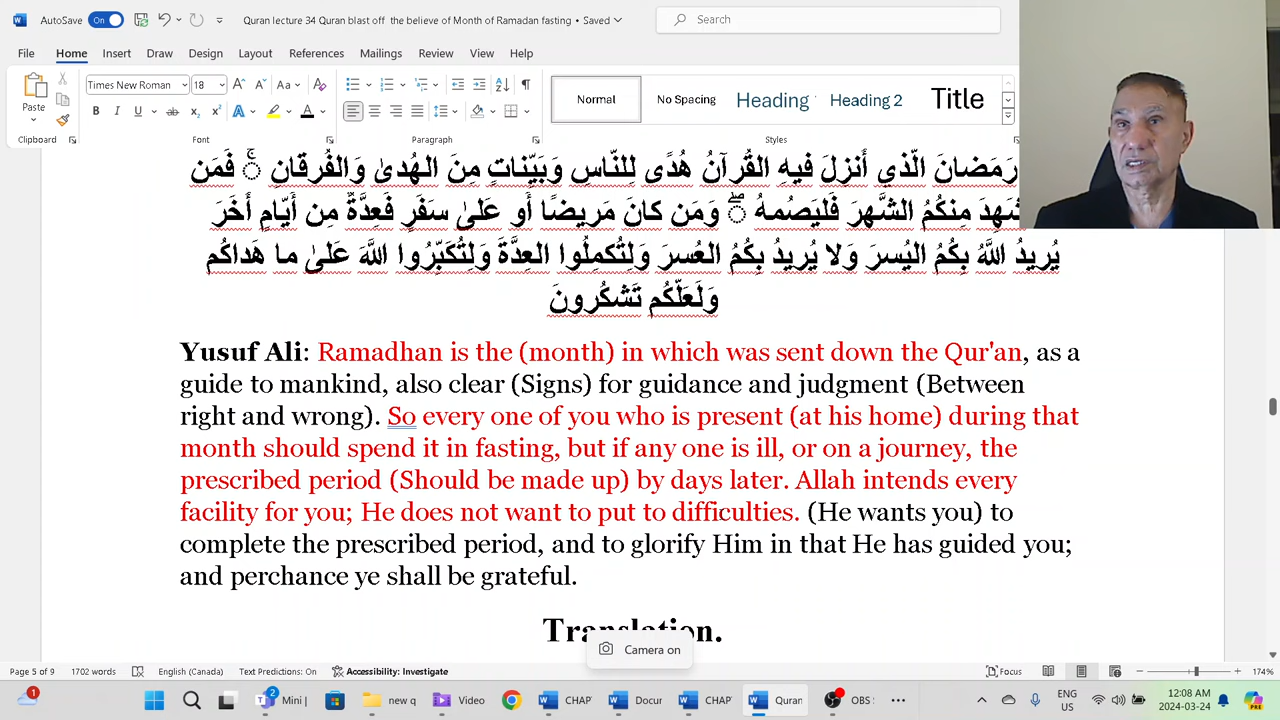 AutoSave On Quran lecture 34 Quran blast off the believe of Month of Ramadan fasting • Saved Search
File Home Insert Draw Design Layout References Mailings Review View Help
Times New Roman 18 Aa
Paste B I U ab x₂ x² A A
Normal No Spacing Heading Heading 2 Title
Clipboard Font Paragraph Styles
رَمَضانَ الَّذي أُنزِلَ فيهِ القُرآنُ هُدًى لِلنّاسِ وَبَيِّناتٍ مِنَ الهُدىٰ وَالفُرقانِ ۚ فَمَن
شَهِدَ مِنكُمُ الشَّهرَ فَليَصُمهُ ۖ وَمَن كانَ مَريضًا أَو عَلىٰ سَفَرٍ فَعِدَّةٌ مِن أَيّامٍ أُخَرَ
يُريدُ اللَّهُ بِكُمُ اليُسرَ وَلا يُريدُ بِكُمُ العُسرَ وَلِتُكمِلُوا العِدَّةَ وَلِتُكَبِّرُوا اللَّهَ عَلىٰ ما هَداكُم
وَلَعَلَّكُم تَشكُرونَ
Yusuf Ali: Ramadhan is the (month) in which was sent down the Qur'an, as a
guide to mankind, also clear (Signs) for guidance and judgment (Between
right and wrong). So every one of you who is present (at his home) during that
month should spend it in fasting, but if any one is ill, or on a journey, the
prescribed period (Should be made up) by days later. Allah intends every
facility for you; He does not want to put to difficulties. (He wants you) to
complete the prescribed period, and to glorify Him in that He has guided you;
and perchance ye shall be grateful.
Translation.
Camera on
Page 5 of 9 1702 words English (Canada) Text Predictions: On Accessibility: Investigate Focus 174%
1 2 Mini | new q Video CHAP Docur CHAP Quran OBS ENG US 12:08 AM 2024-03-24